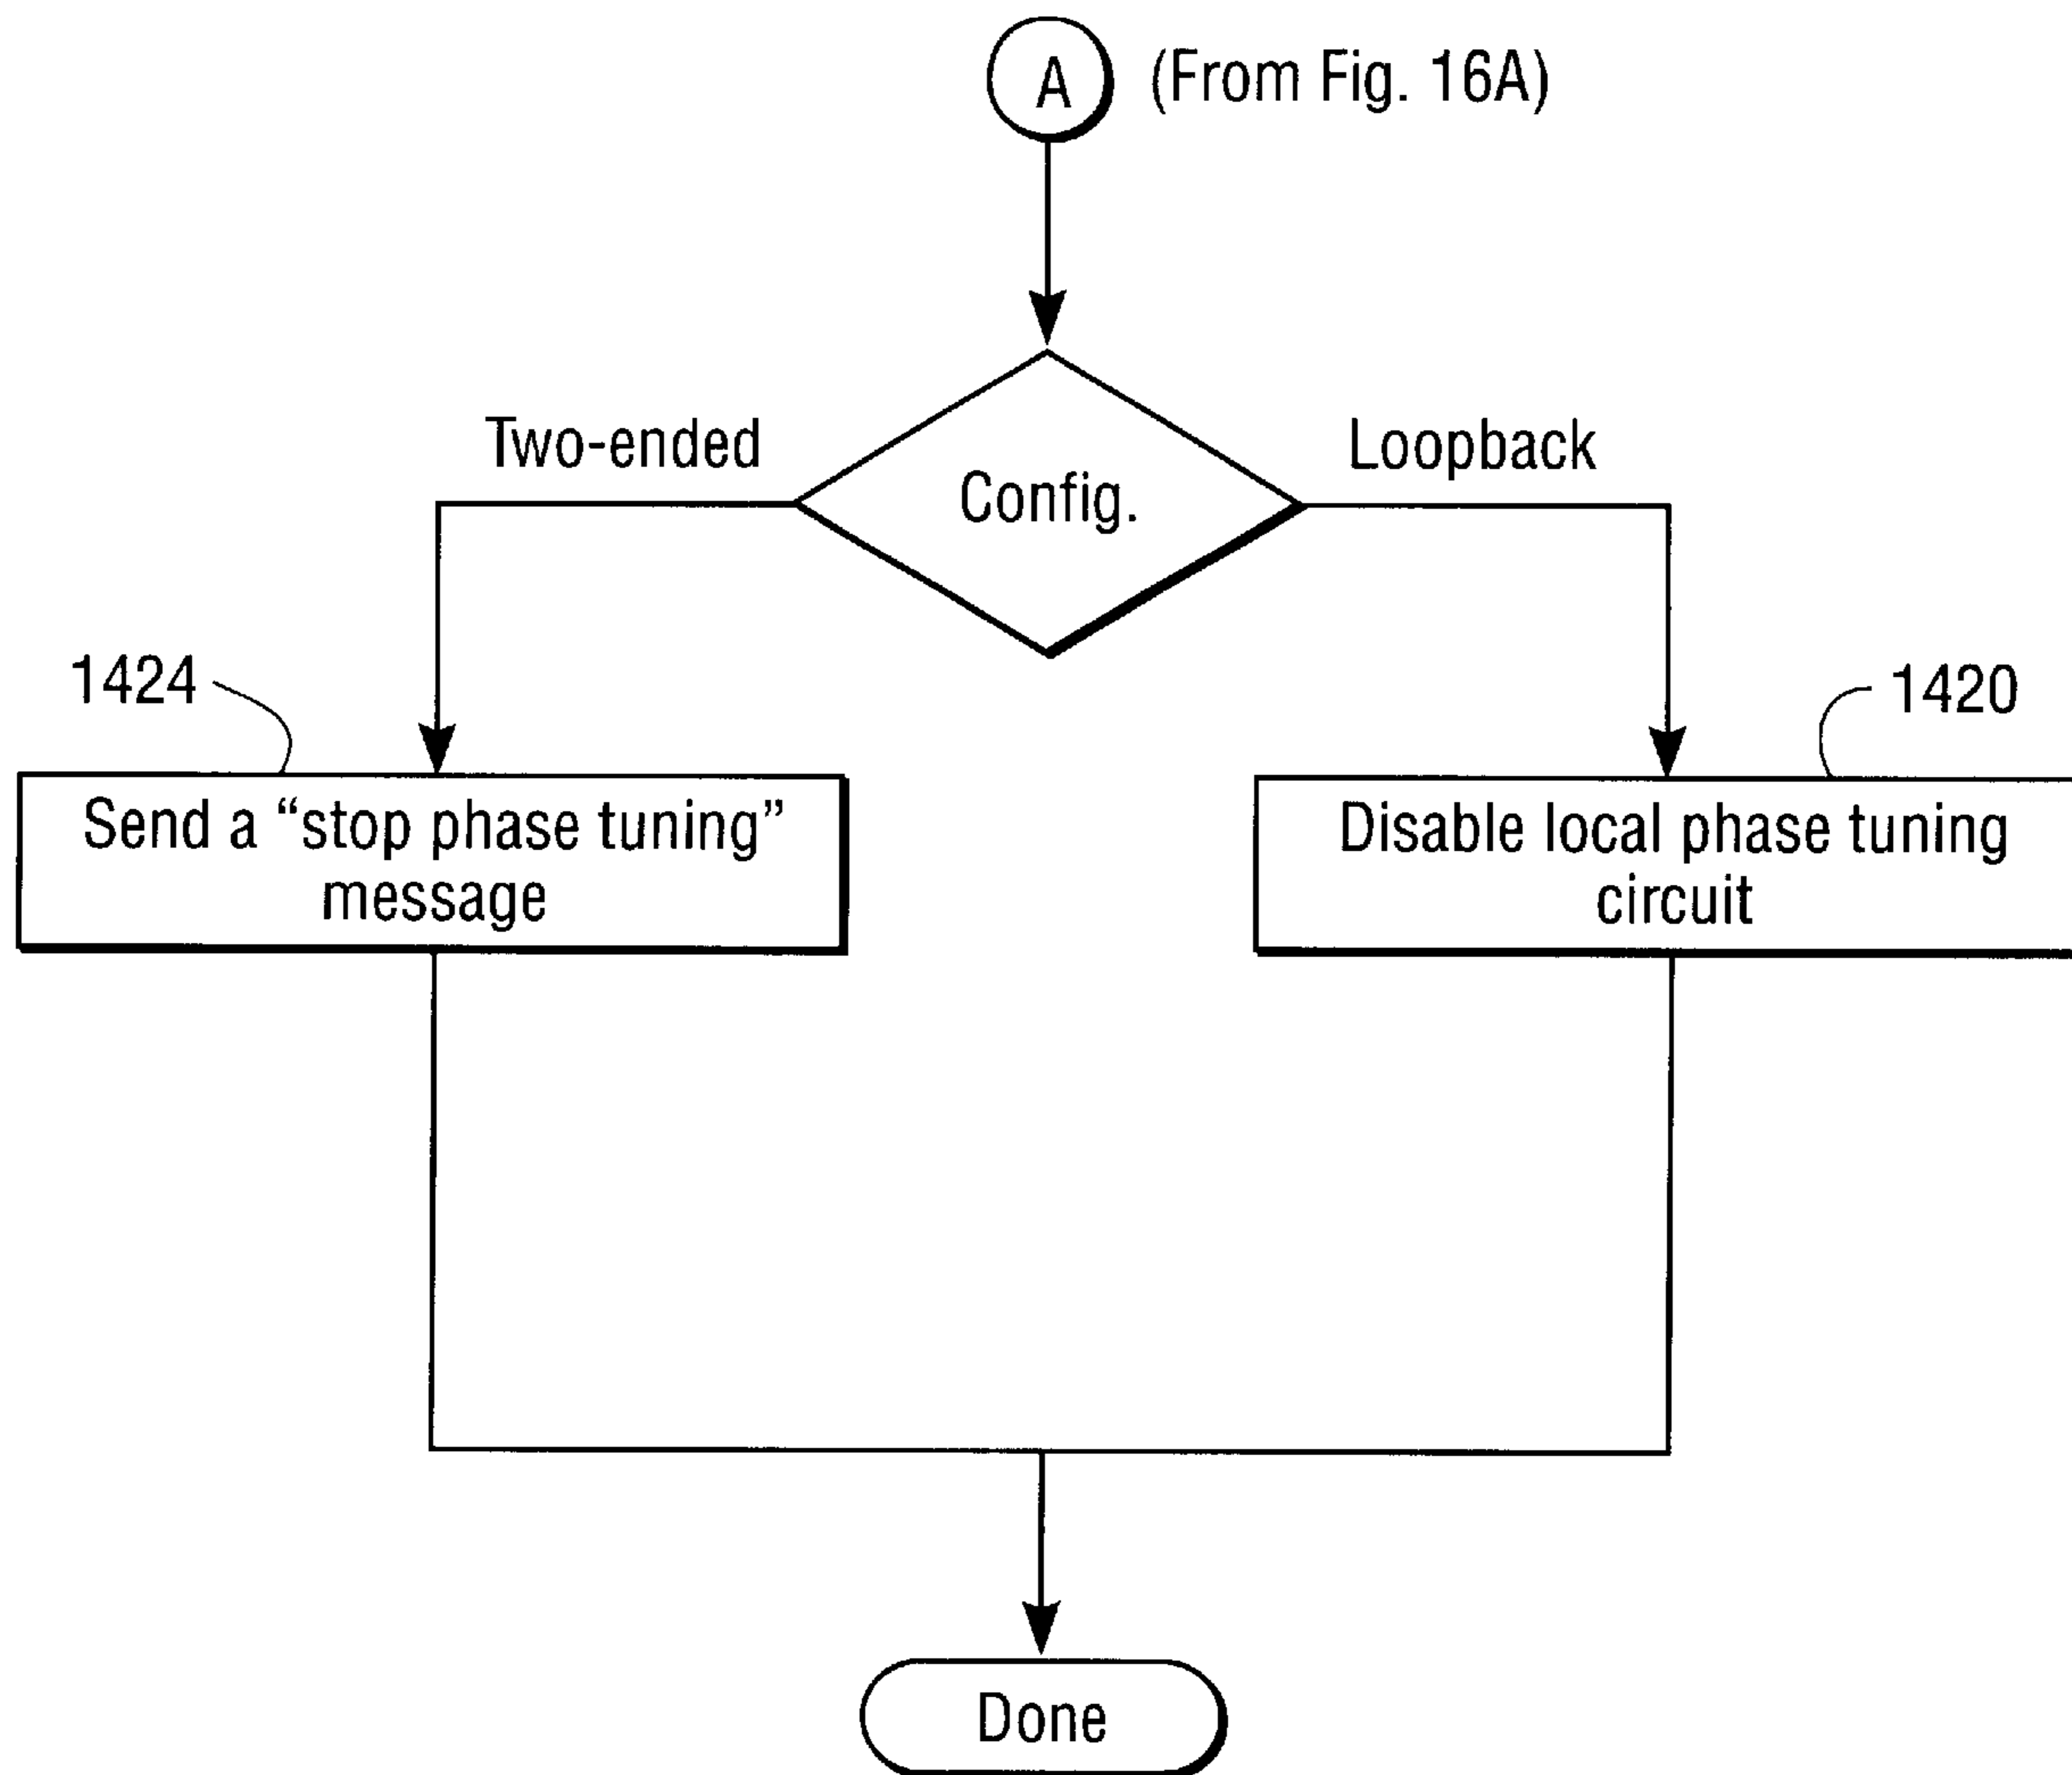 A
(From Fig. 16A)
Two-ended
Config.
Loopback
1424
1420
Send a “stop phase tuning”
message
Disable local phase tuning
circuit
Done